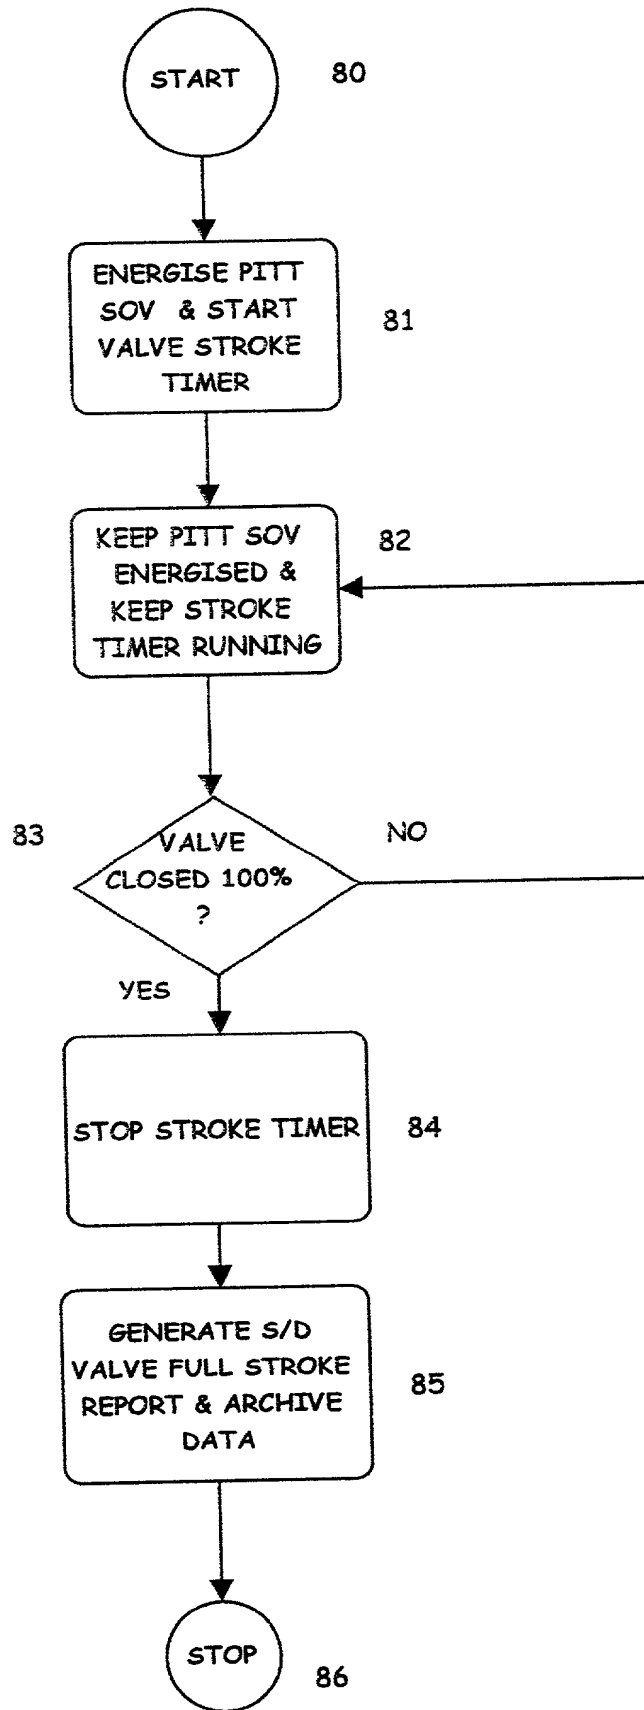 START
80
ENERGISE PITT
SOV & START
VALVE STROKE
TIMER
81
KEEP PITT SOV
ENERGISED &
KEEP STROKE
TIMER RUNNING
82
83
VALVE
CLOSED 100%
?
NO
YES
STOP STROKE TIMER
84
GENERATE S/D
VALVE FULL STROKE
REPORT & ARCHIVE
DATA
85
STOP
86